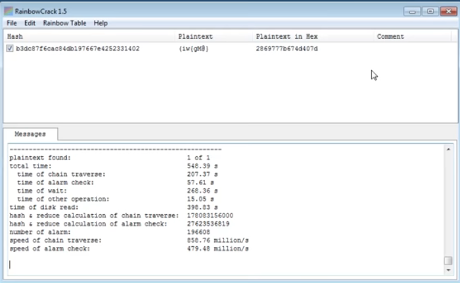 RainbowCrack 1.5
File Edit Rainbow Table Help
Hash Plaintext Plaintext in Hex Comment
b3dc87f6cac84db197667e4252331402 (iw{gM@} 2869777b674d407d
Messages
plaintext found: 1 of 1
total time: 548.39 s
time of chain traverse: 207.37 s
time of alarm check: 57.61 s
time of wait: 268.36 s
time of other operation: 15.05 s
time of disk read: 398.83 s
hash & reduce calculation of chain traverse: 178083156000
hash & reduce calculation of alarm check: 27623536819
number of alarm: 196608
speed of chain traverse: 858.76 million/s
speed of alarm check: 479.48 million/s